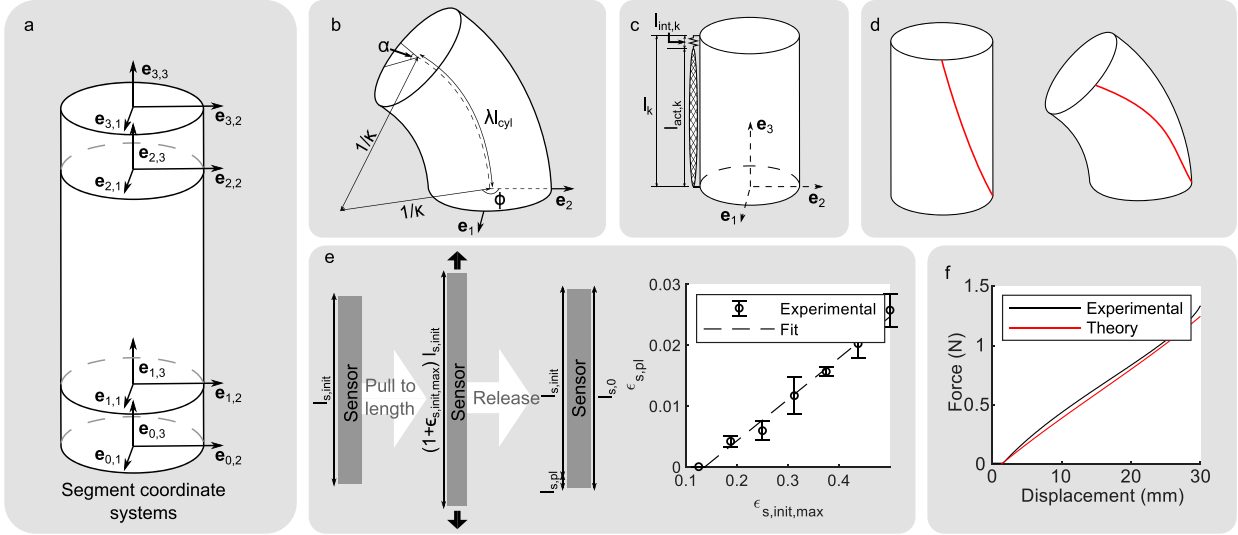 a
e3,3
e3,1
e3,2
e2,3
e2,1
e2,2
e1,3
e1,1
e1,2
e0,3
e0,1
e0,2
Segment coordinate
systems
b
α
λlcyl
1/κ
1/κ
ϕ
e2
e1
c
lint,k
lk
lact,k
e3
e1
e2
d
e
ls,init
Sensor
Pull to
length
(1+ϵs,init,max) ls,init
Sensor
Release
ls,init
ls,pl
Sensor
ls,0
0.03
0.02
0.01
0
ϵs,pl
Experimental
Fit
0.1
0.2
0.3
0.4
ϵs,init,max
f
1.5
1
0.5
0
Force (N)
Experimental
Theory
0
10
20
30
Displacement (mm)